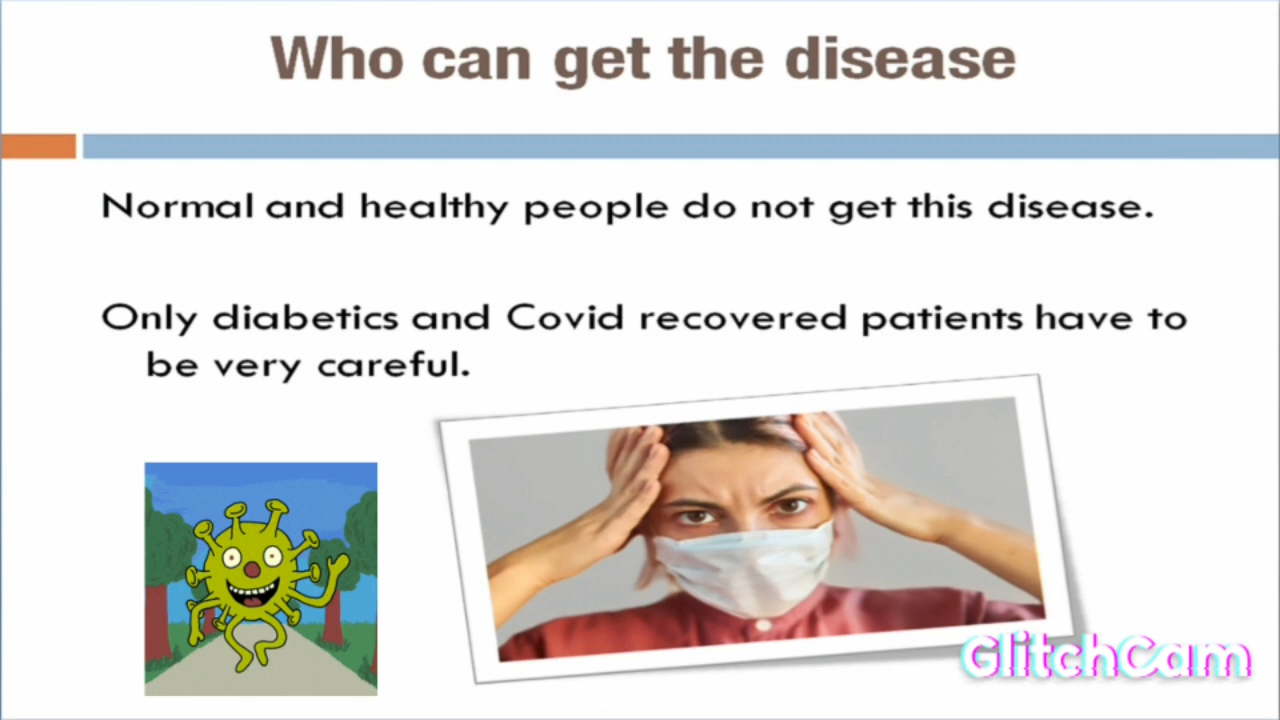 Who can get the disease
Normal and healthy people do not get this disease.
Only diabetics and Covid recovered patients have to
be very careful.
GlitchCam